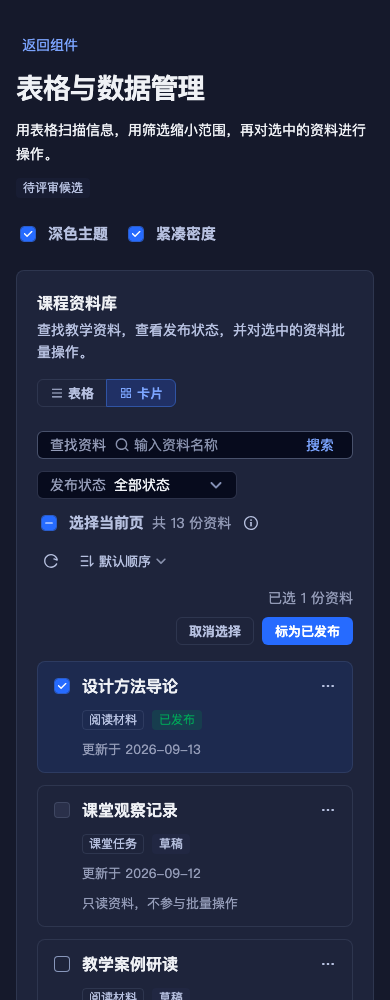 返回组件
表格与数据管理
用表格扫描信息，用筛选缩小范围，再对选中的资料进行
操作。
待评审候选
深色主题 紧凑密度
课程资料库
查找教学资料，查看发布状态，并对选中的资料批
量操作。
表格 卡片
查找资料 输入资料名称 搜索
发布状态 全部状态
选择当前页 共 13 份资料
默认顺序
已选 1 份资料
取消选择 标为已发布
设计方法导论 ...
阅读材料 已发布
更新于 2026-09-13
课堂观察记录 ...
课堂任务 草稿
更新于 2026-09-12
只读资料，不参与批量操作
教学案例研读 ...
阅读材料 草稿